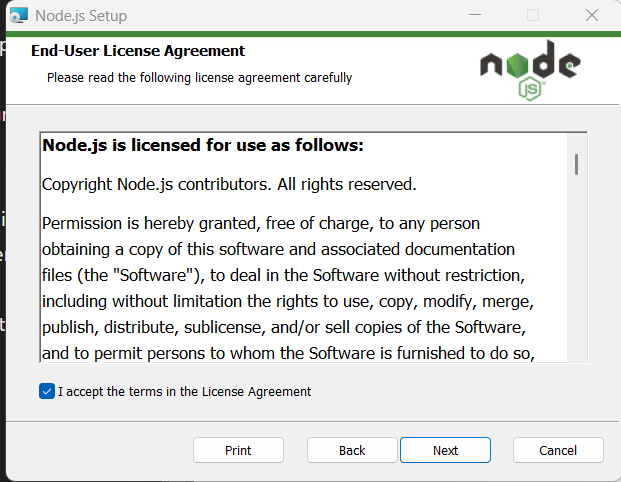 Node.js Setup
End-User License Agreement
Please read the following license agreement carefully
node
JS
Node.js is licensed for use as follows:
Copyright Node.js contributors. All rights reserved.
Permission is hereby granted, free of charge, to any person
obtaining a copy of this software and associated documentation
files (the "Software"), to deal in the Software without restriction,
including without limitation the rights to use, copy, modify, merge,
publish, distribute, sublicense, and/or sell copies of the Software,
and to permit persons to whom the Software is furnished to do so,
I accept the terms in the License Agreement
Print
Back
Next
Cancel